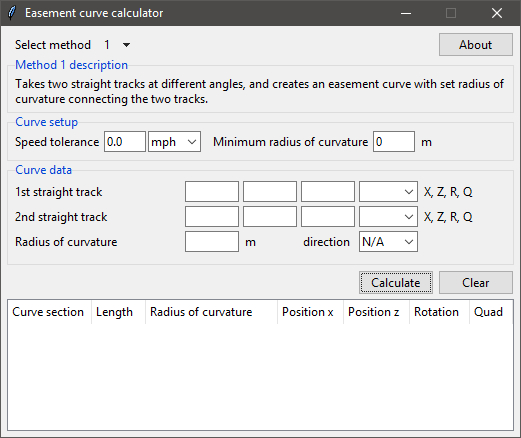 Easement curve calculator
Select method 1 About
Method 1 description
Takes two straight tracks at different angles, and creates an easement curve with set radius of
curvature connecting the two tracks.
Curve setup
Speed tolerance 0.0 mph Minimum radius of curvature 0 m
Curve data
1st straight track X, Z, R, Q
2nd straight track X, Z, R, Q
Radius of curvature m direction N/A
Calculate Clear
Curve section Length Radius of curvature Position x Position z Rotation Quad